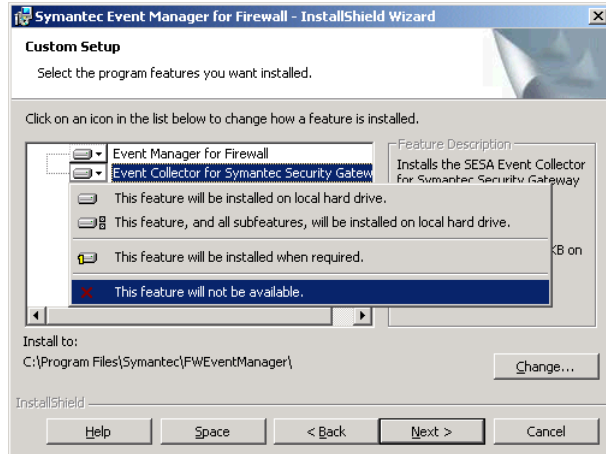 Symantec Event Manager for Firewall - InstallShield Wizard
Custom Setup
Select the program features you want installed.
Click on an icon in the list below to change how a feature is installed.
Event Manager for Firewall
Event Collector for Symantec Security Gatew
Feature Description
Installs the SESA Event Collector
for Symantec Security Gateway
This feature will be installed on local hard drive.
This feature, and all subfeatures, will be installed on local hard drive.
This feature will be installed when required.
KB on
This feature will not be available.
Install to:
C:\Program Files\Symantec\FWEventManager\
Change...
InstallShield
Help Space < Back Next > Cancel